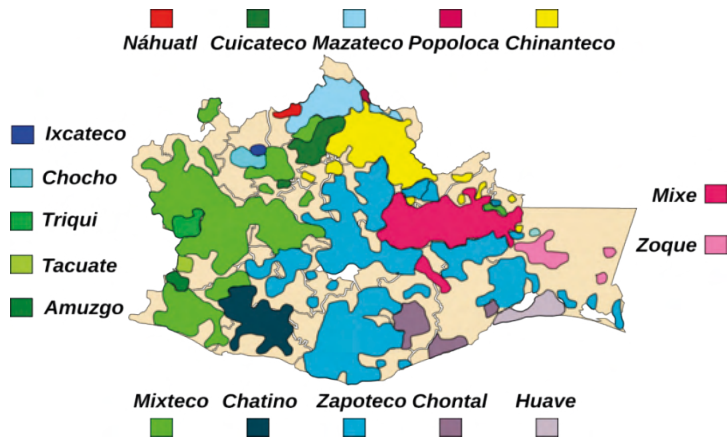 Náhuatl Cuicateco Mazateco Popoloca Chinanteco
Ixcateco
Chocho
Triqui
Tacuate
Amuzgo
Mixe
Zoque
Mixteco Chatino Zapoteco Chontal Huave